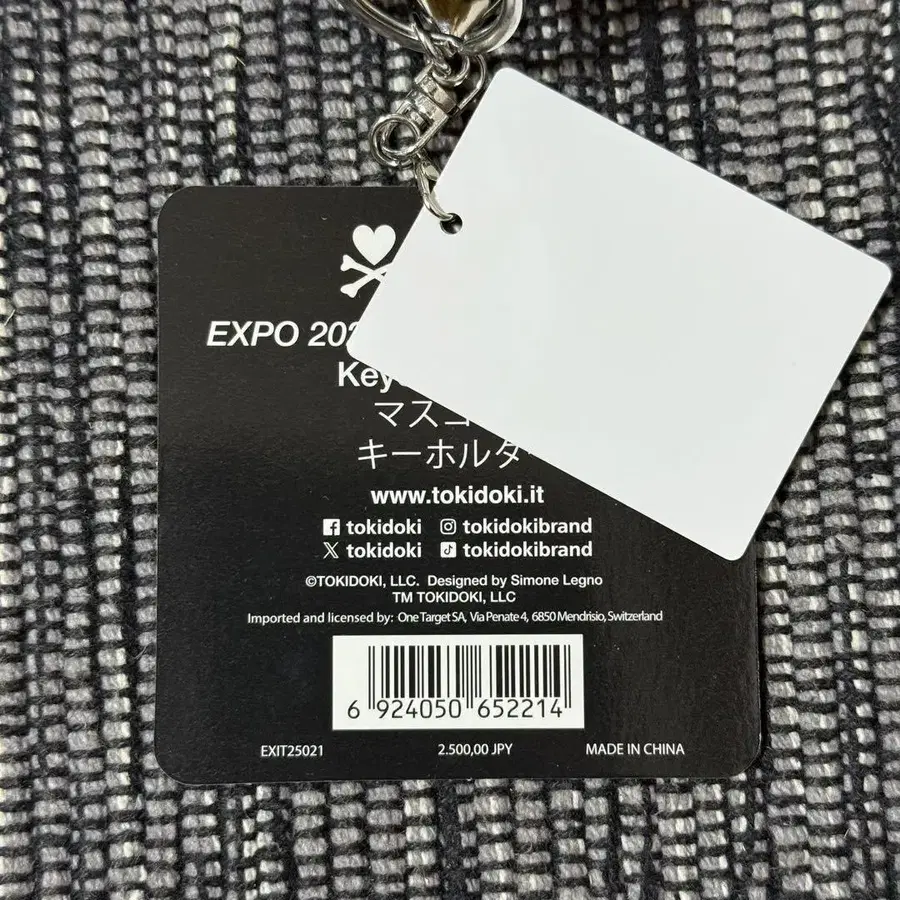 EXPO 202
Key
マスコ
キーホルダ
www.tokidoki.it
tokidoki tokidokibrand
tokidoki tokidokibrand
©TOKIDOKI, LLC. Designed by Simone Legno
TM TOKIDOKI, LLC
Imported and licensed by: One Target SA, Via Penate 4, 6850 Mendrisio, Switzerland
6 924050 652214
EXIT25021 2.500,00 JPY MADE IN CHINA